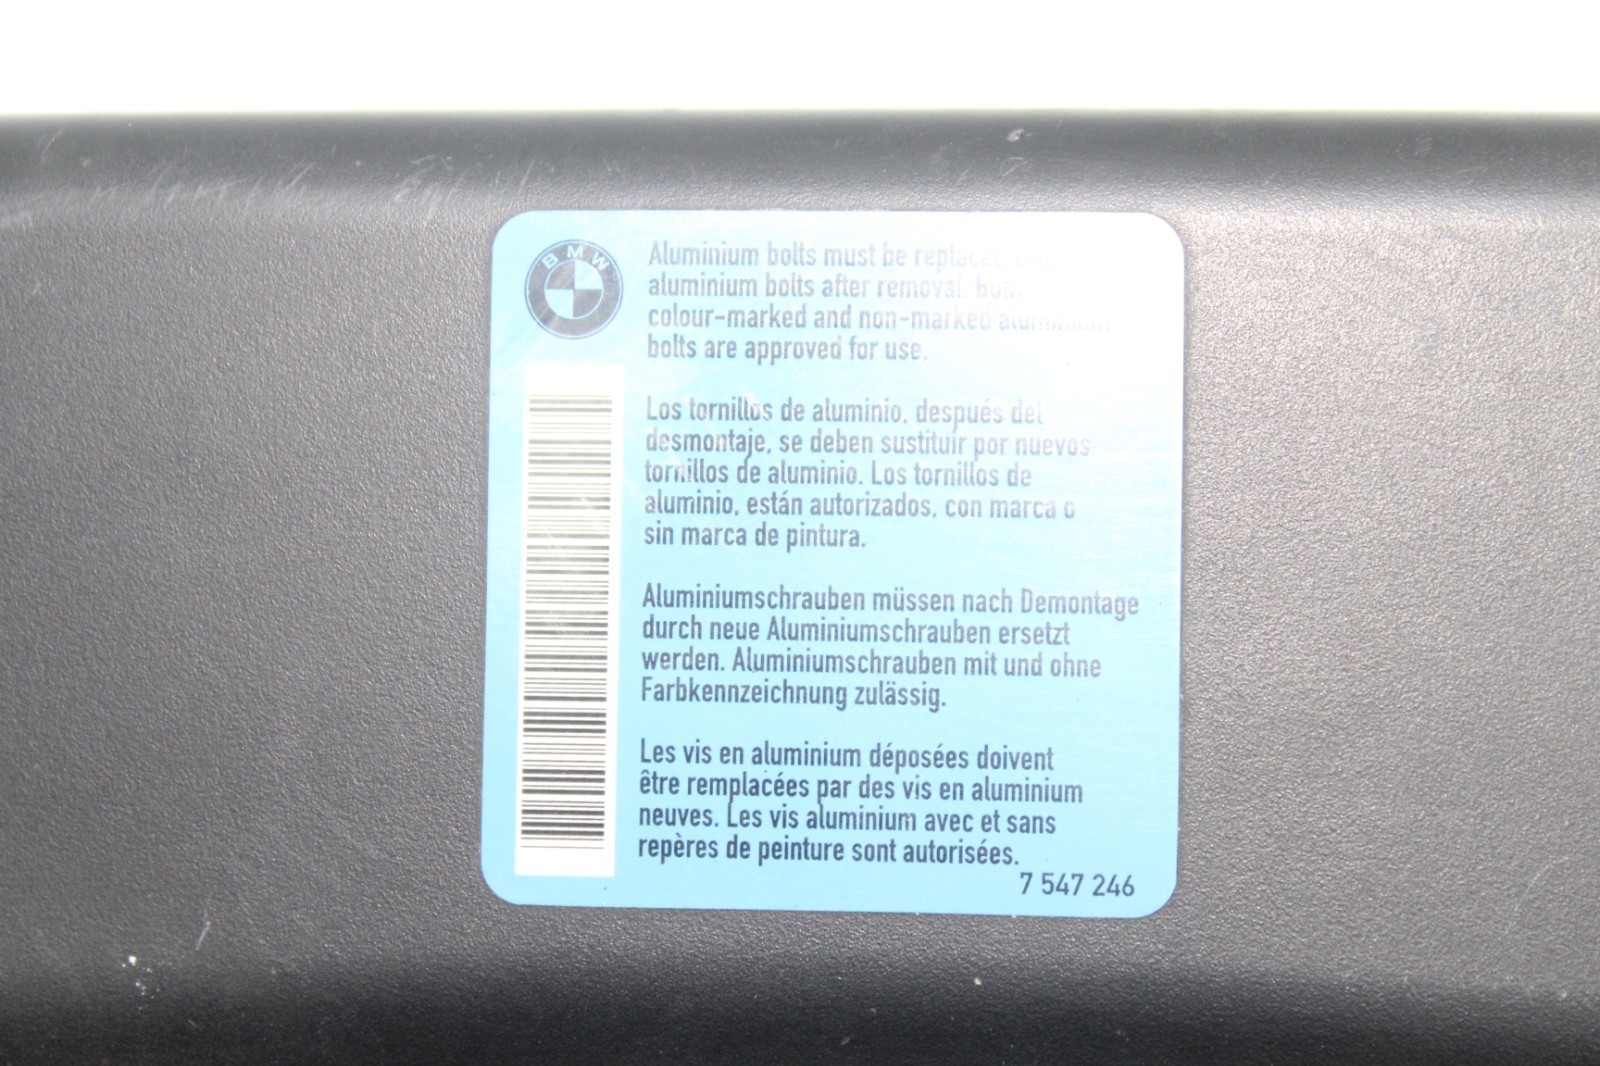 BMW
Aluminium bolts must be replaced
aluminium bolts after removal. Both
colour-marked and non-marked aluminium
bolts are approved for use.
Los tornillos de aluminio, después del
desmontaje, se deben sustituir por nuevos
tornillos de aluminio. Los tornillos de
aluminio, están autorizados, con marca o
sin marca de pintura.
Aluminiumschrauben müssen nach Demontage
durch neue Aluminiumschrauben ersetzt
werden. Aluminiumschrauben mit und ohne
Farbkennzeichnung zulässig.
Les vis en aluminium déposées doivent
être remplacées par des vis en aluminium
neuves. Les vis aluminium avec et sans
repères de peinture sont autorisées.
7 547 246